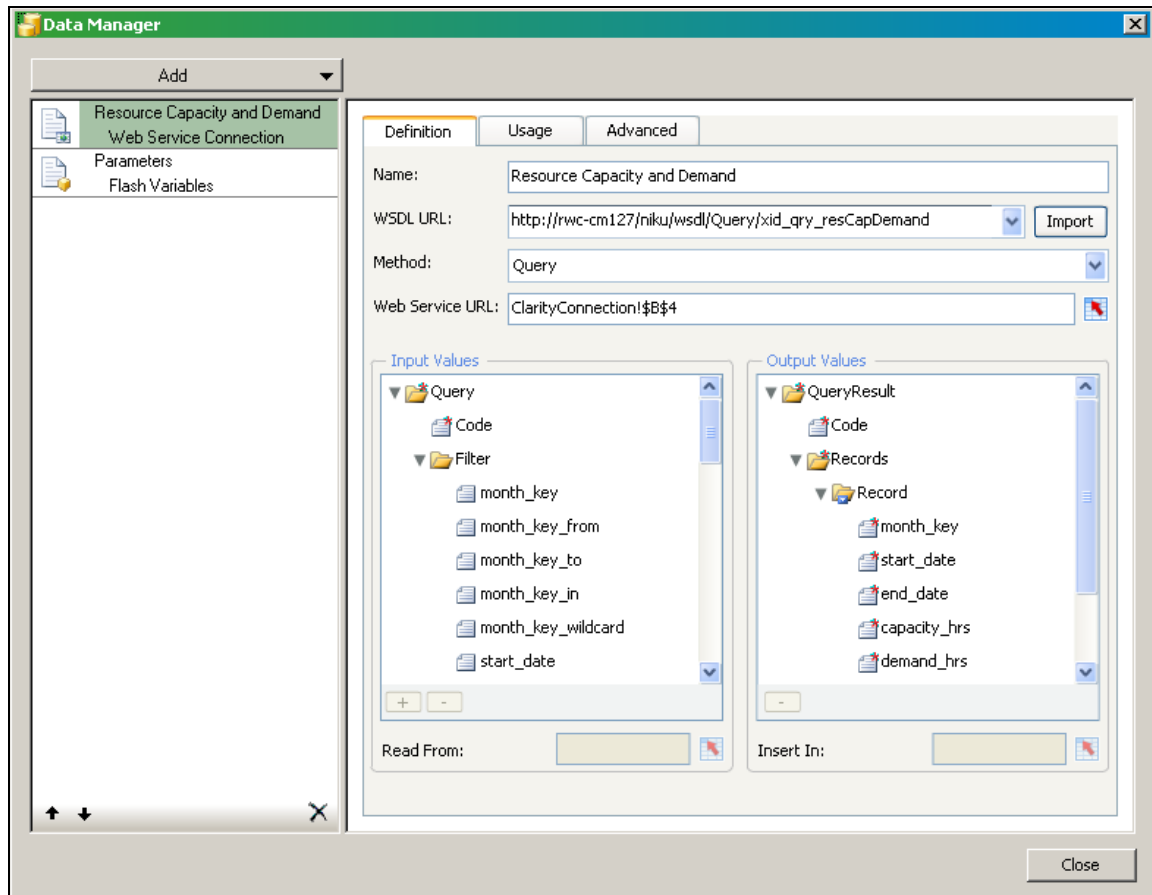 Data Manager
Add
Resource Capacity and Demand
Web Service Connection
Parameters
Flash Variables
Definition
Usage
Advanced
Name:
Resource Capacity and Demand
WSDL URL:
http://rwc-cm127/niku/wsdl/Query/xid_qry_resCapDemand
Import
Method:
Query
Web Service URL:
ClarityConnection!$B$4
Input Values
Query
Code
Filter
month_key
month_key_from
month_key_to
month_key_in
month_key_wildcard
start_date
+ -
Read From:
Output Values
QueryResult
Code
Records
Record
month_key
start_date
end_date
capacity_hrs
demand_hrs
-
Insert In:
Close